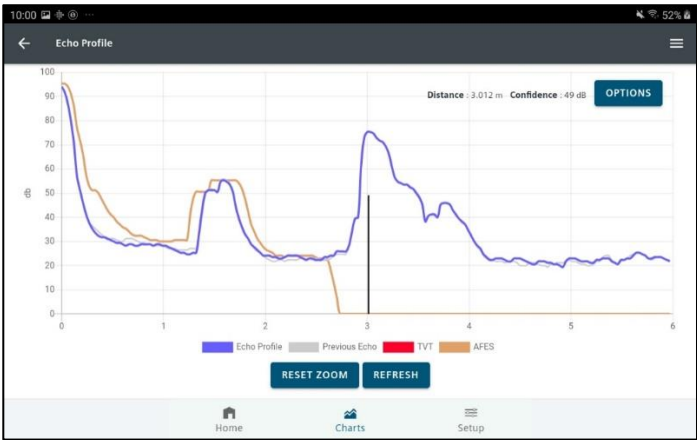 10:00 52%
Echo Profile
100
Distance : 3.012 m Confidence : 49 dB OPTIONS
90
80
70
60
50
db
40
30
20
10
0
0 1 2 3 4 5 6
Echo Profile Previous Echo TVT AFES
RESET ZOOM REFRESH
Home Charts Setup